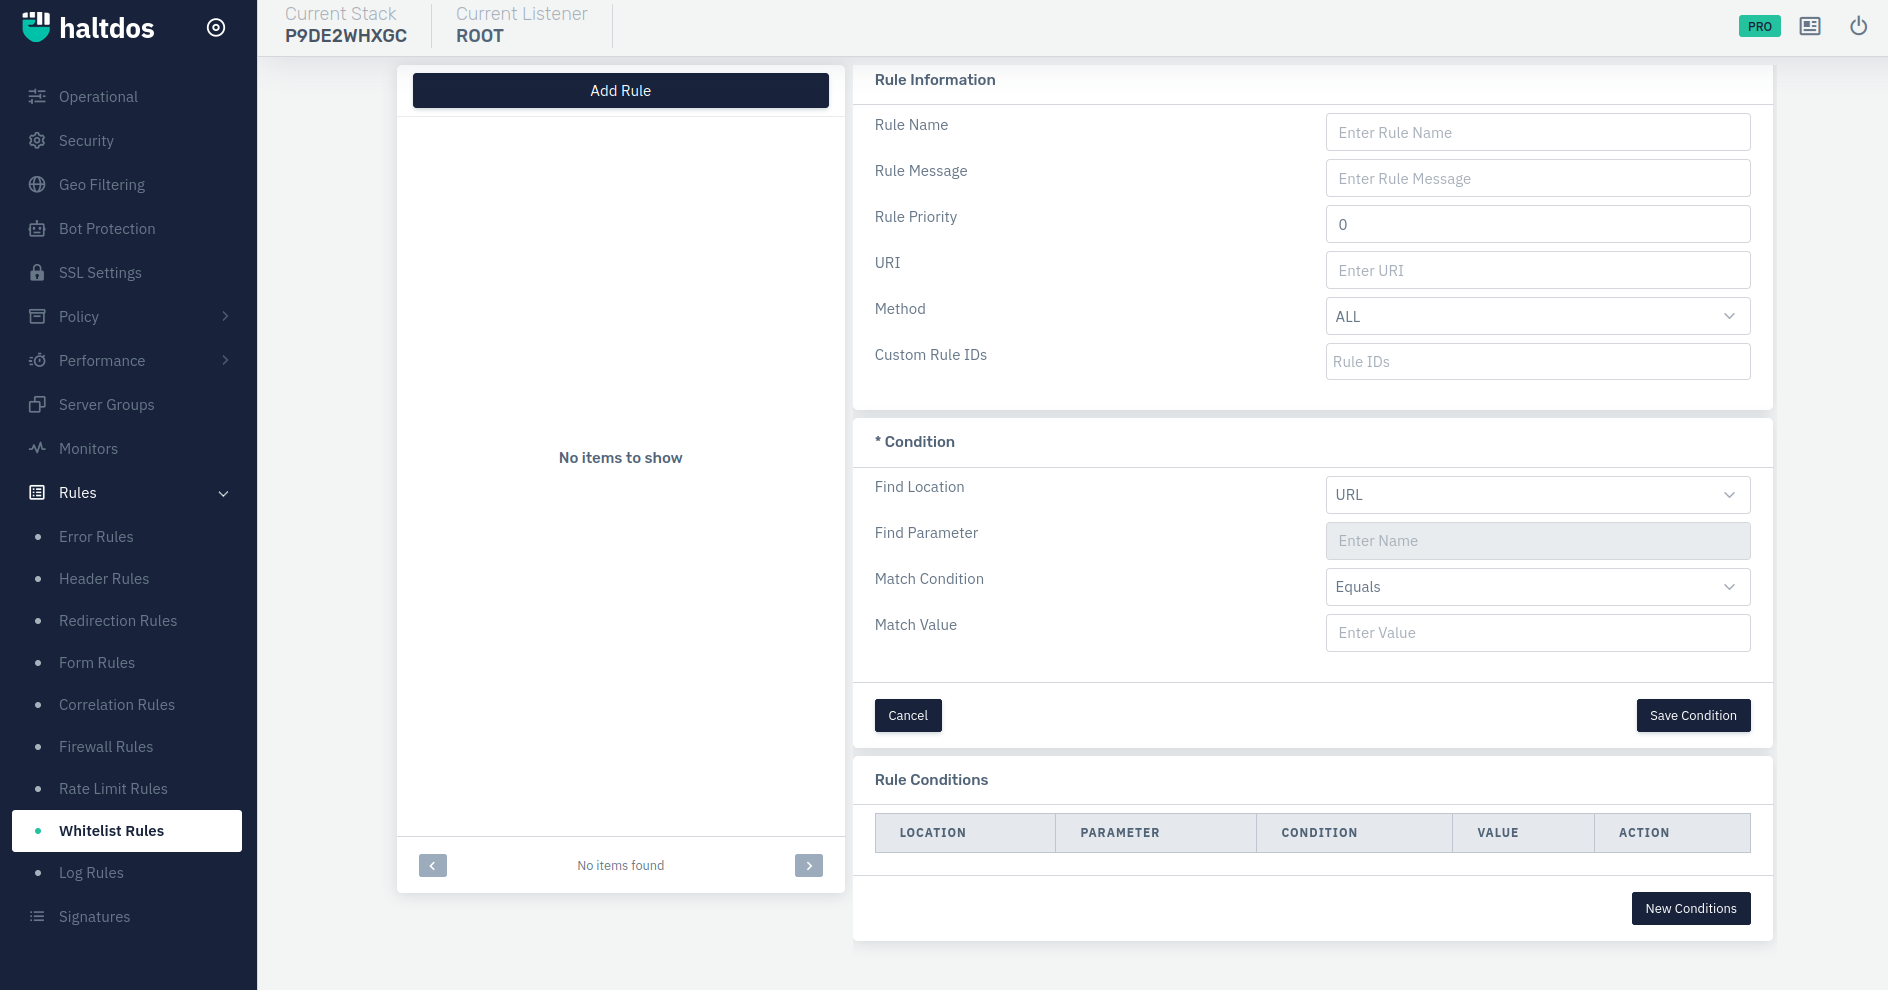 haltdos
Operational
Security
Geo Filtering
Bot Protection
SSL Settings
Policy
Performance
Server Groups
Monitors
Rules
Error Rules
Header Rules
Redirection Rules
Form Rules
Correlation Rules
Firewall Rules
Rate Limit Rules
Whitelist Rules
Log Rules
Signatures
Current Stack
P9DE2WHXGC
Current Listener
ROOT
PRO
Add Rule
No items to show
No items found
Rule Information
Rule Name
Enter Rule Name
Rule Message
Enter Rule Message
Rule Priority
0
URI
Enter URI
Method
ALL
Custom Rule IDs
Rule IDs
* Condition
Find Location
URL
Find Parameter
Enter Name
Match Condition
Equals
Match Value
Enter Value
Cancel
Save Condition
Rule Conditions
LOCATION PARAMETER CONDITION VALUE ACTION
New Conditions